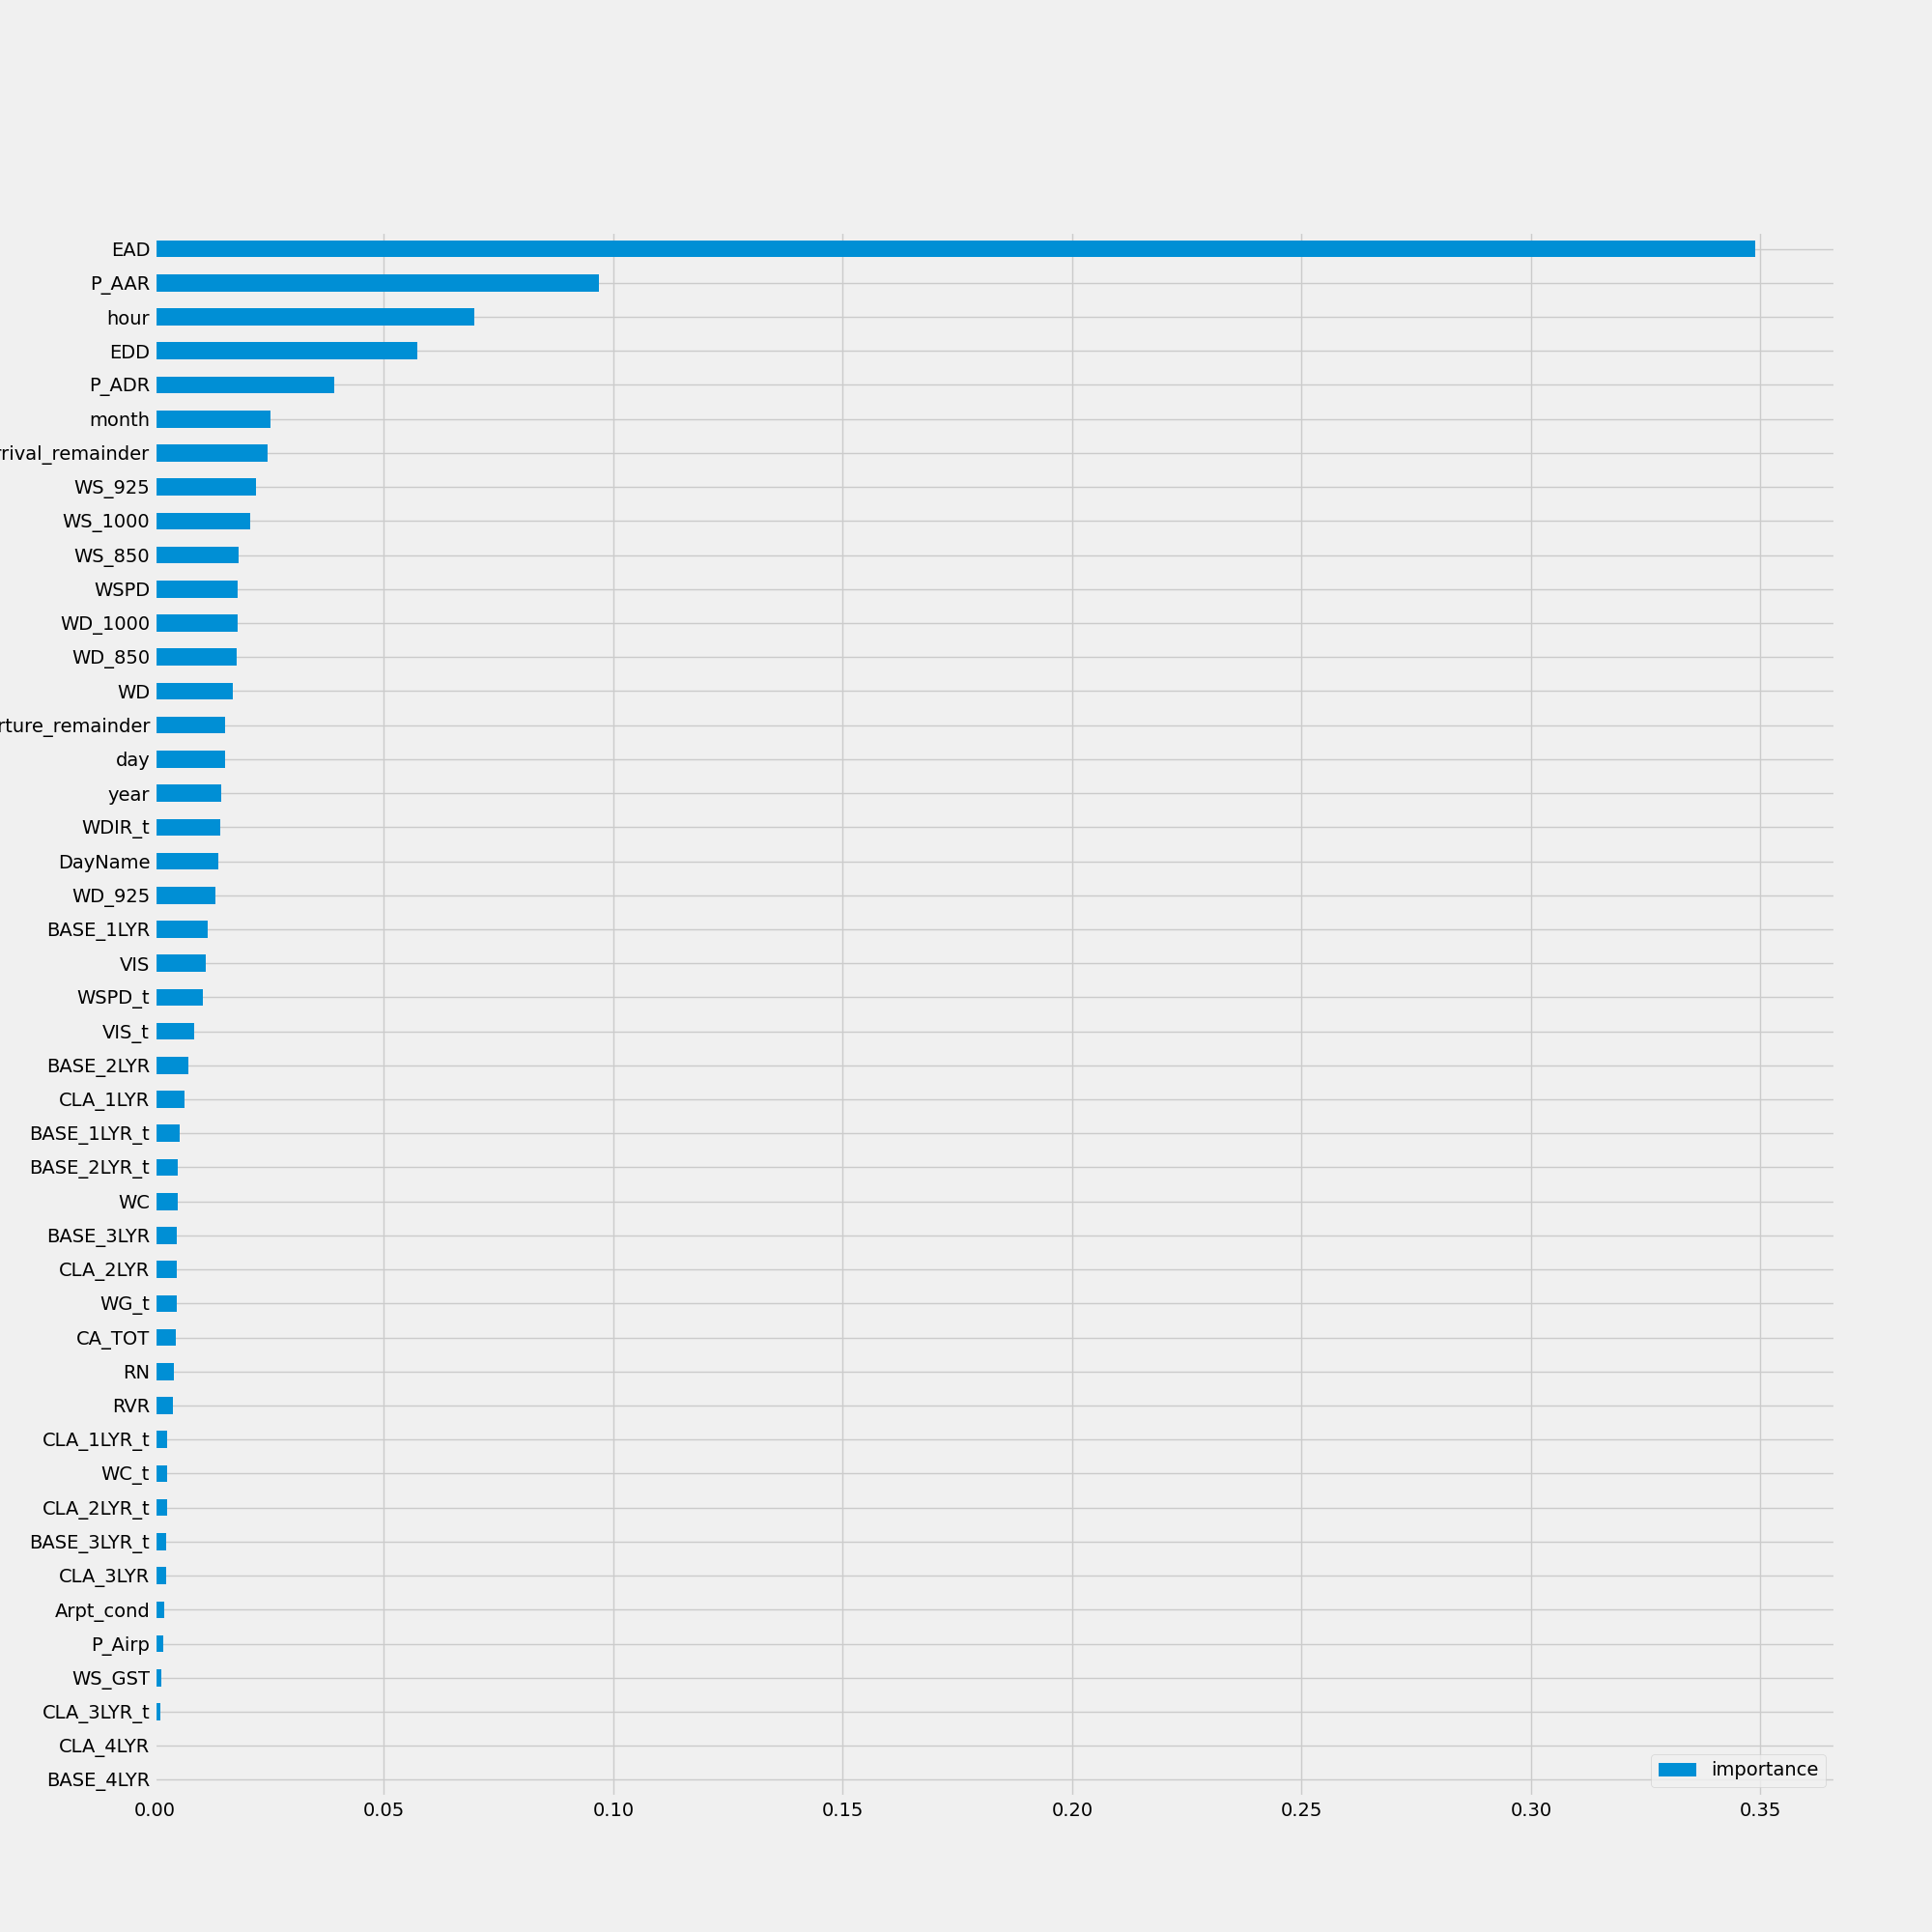 EAD
P_AAR
hour
EDD
P_ADR
month
rival_remainder
WS_925
WS_1000
WS_850
WSPD
WD_1000
WD_850
WD
rture_remainder
day
year
WDIR_t
DayName
WD_925
BASE_1LYR
VIS
WSPD_t
VIS_t
BASE_2LYR
CLA_1LYR
BASE_1LYR_t
BASE_2LYR_t
WC
BASE_3LYR
CLA_2LYR
WG_t
CA_TOT
RN
RVR
CLA_1LYR_t
WC_t
CLA_2LYR_t
BASE_3LYR_t
CLA_3LYR
Arpt_cond
P_Airp
WS_GST
CLA_3LYR_t
CLA_4LYR
BASE_4LYR
importance
0.00 0.05 0.10 0.15 0.20 0.25 0.30 0.35